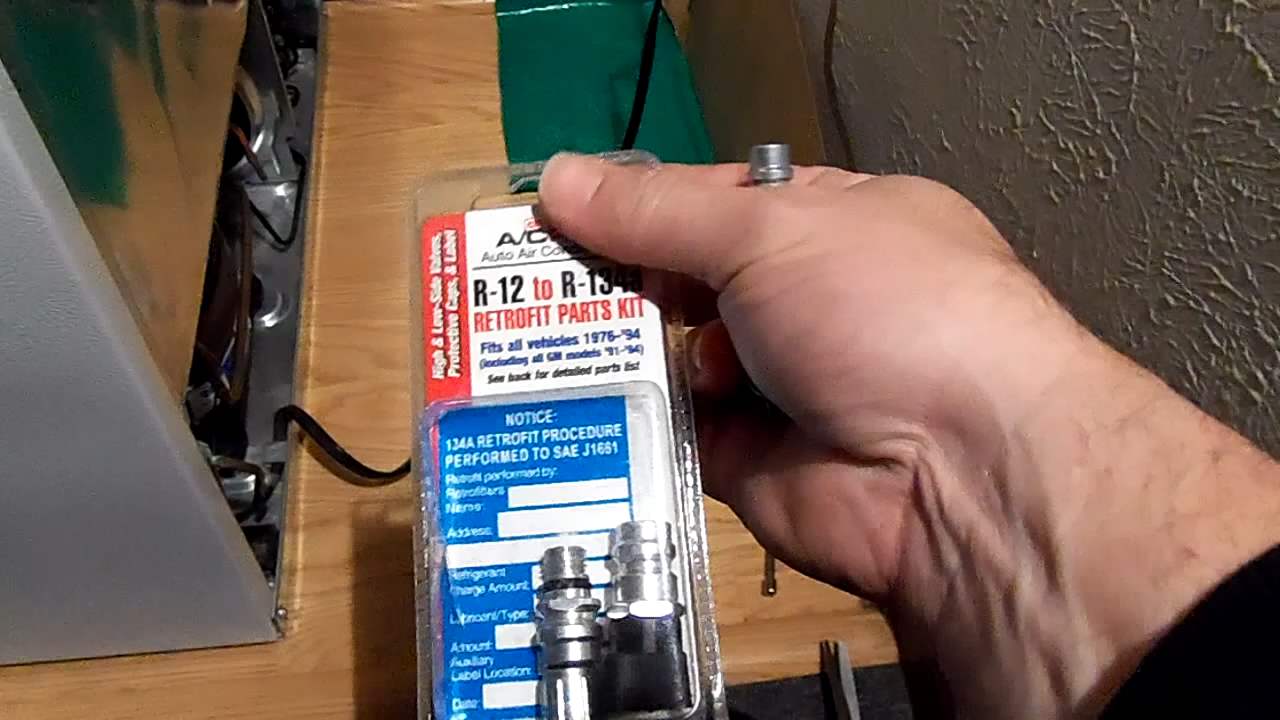 High & Low-Side Valves,
Protective Caps, & Label
A/C
Auto Air
R-12 to R-134a
RETROFIT PARTS KIT
Fits all vehicles 1976-'94
(including all GM models '91-'94)
See back for detailed parts list
NOTICE:
134A RETROFIT PROCEDURE
PERFORMED TO SAE J1661
Retrofit performed by:
Retrofitters
Name:
Address:
Refrigerant
Charge Amount:
Lubricant/Type:
Amount:
Auxiliary
Label Location:
Date: